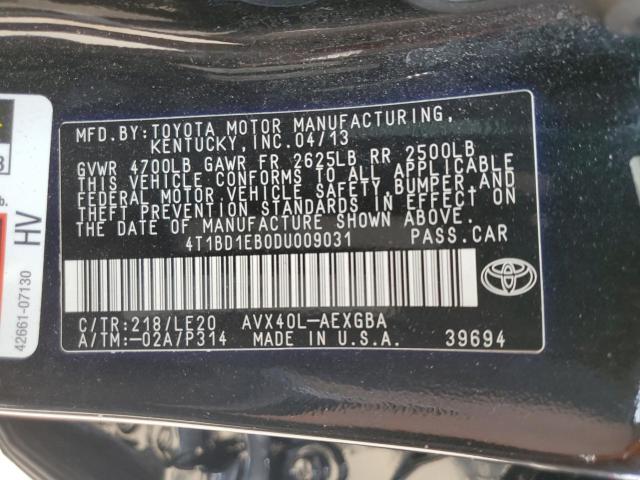 MFD.BY:TOYOTA MOTOR MANUFACTURING,
KENTUCKY,INC.04/13
GVWR 4700LB GAWR FR 2625LB RR 2500LB
THIS VEHICLE CONFORMS TO ALL APPLICABLE
FEDERAL MOTOR VEHICLE SAFETY,BUMPER,AND
THEFT PREVENTION STANDARDS IN EFFECT ON
THE DATE OF MANUFACTURE SHOWN ABOVE.
4T1BD1EB0DU009031 PASS.CAR
C/TR:218/LE20 AVX40L-AEXGBA
A/TM:-02A/P314 MADE IN U.S.A. 39694
HV
42661-07130